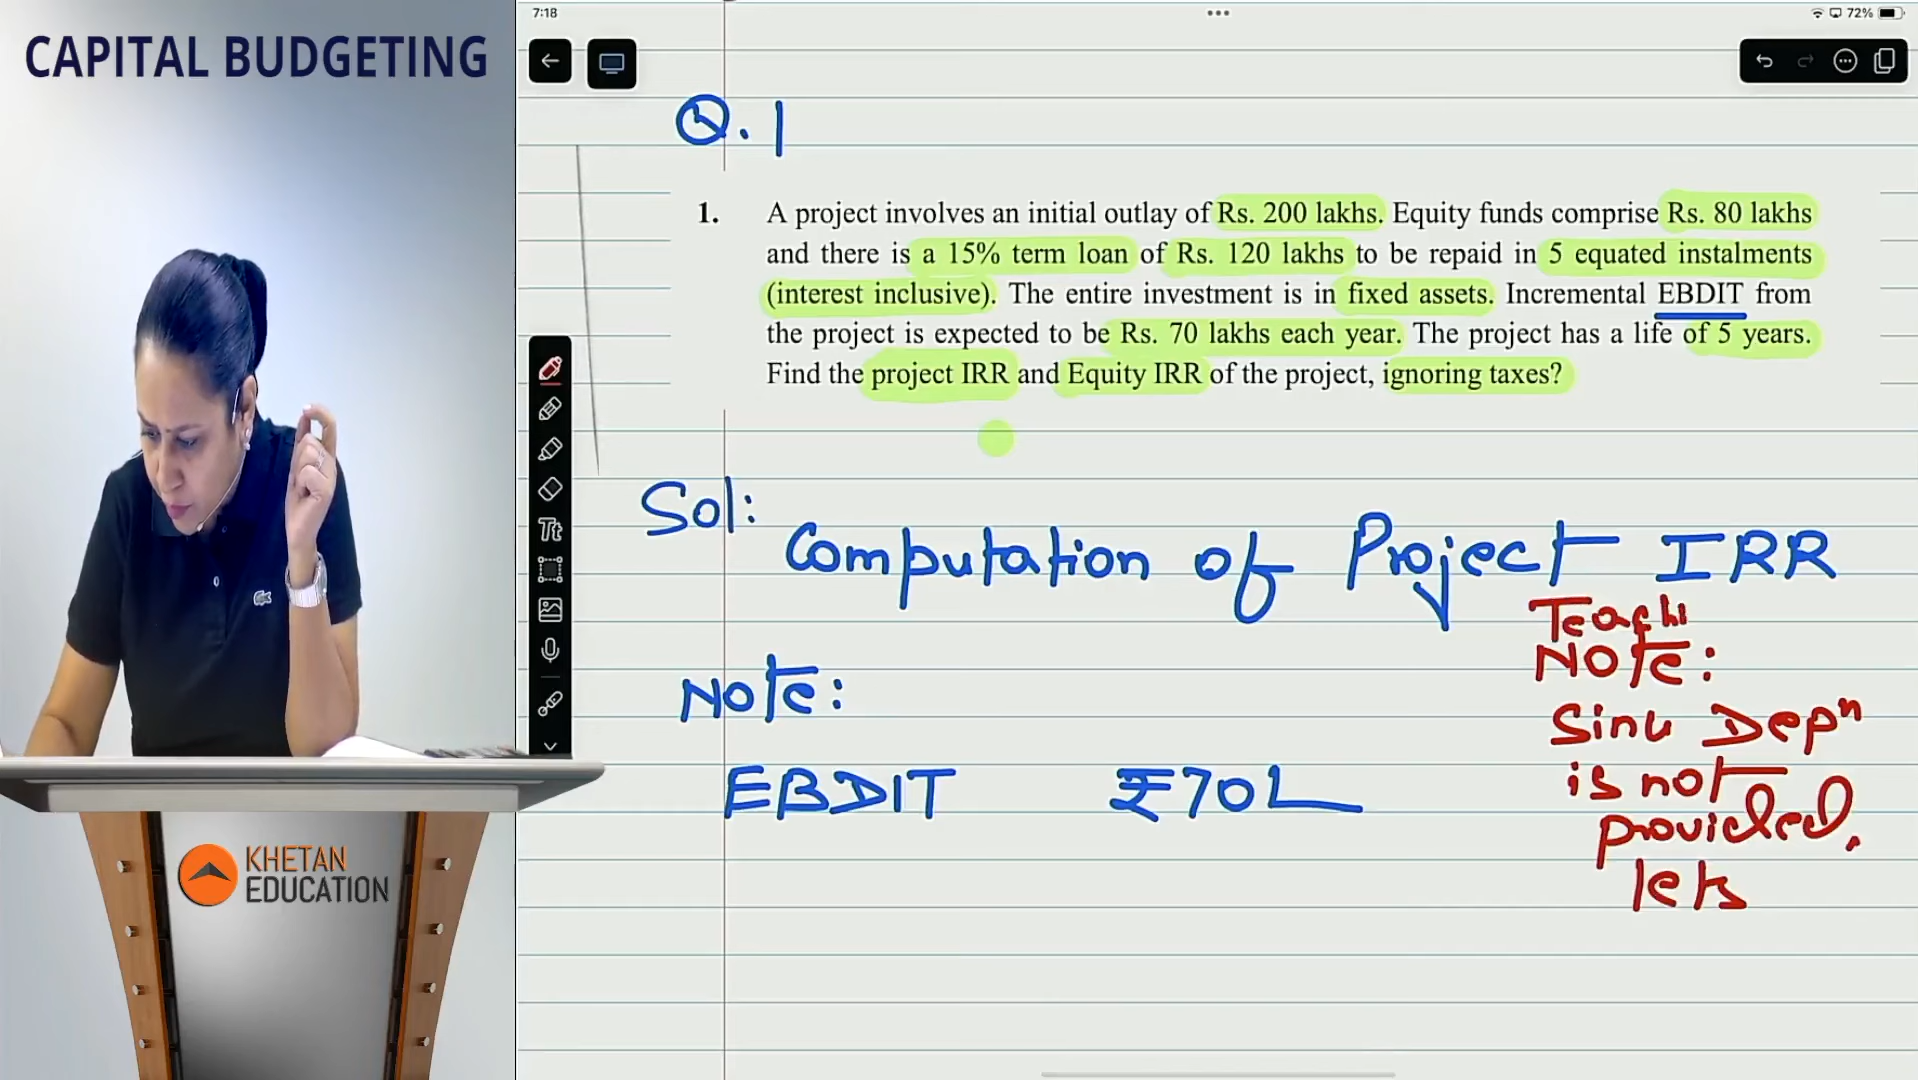 CAPITAL BUDGETING
7:18
72%
Q.1
1. A project involves an initial outlay of Rs. 200 lakhs. Equity funds comprise Rs. 80 lakhs
and there is a 15% term loan of Rs. 120 lakhs to be repaid in 5 equated instalments
(interest inclusive). The entire investment is in fixed assets. Incremental EBDIT from
the project is expected to be Rs. 70 lakhs each year. The project has a life of 5 years.
Find the project IRR and Equity IRR of the project, ignoring taxes?
Sol:
Computation of Project IRR
Note:
EBDIT ₹70L
Note:
Depⁿ
is not
provided,
lets
Tt
KHETAN
EDUCATION